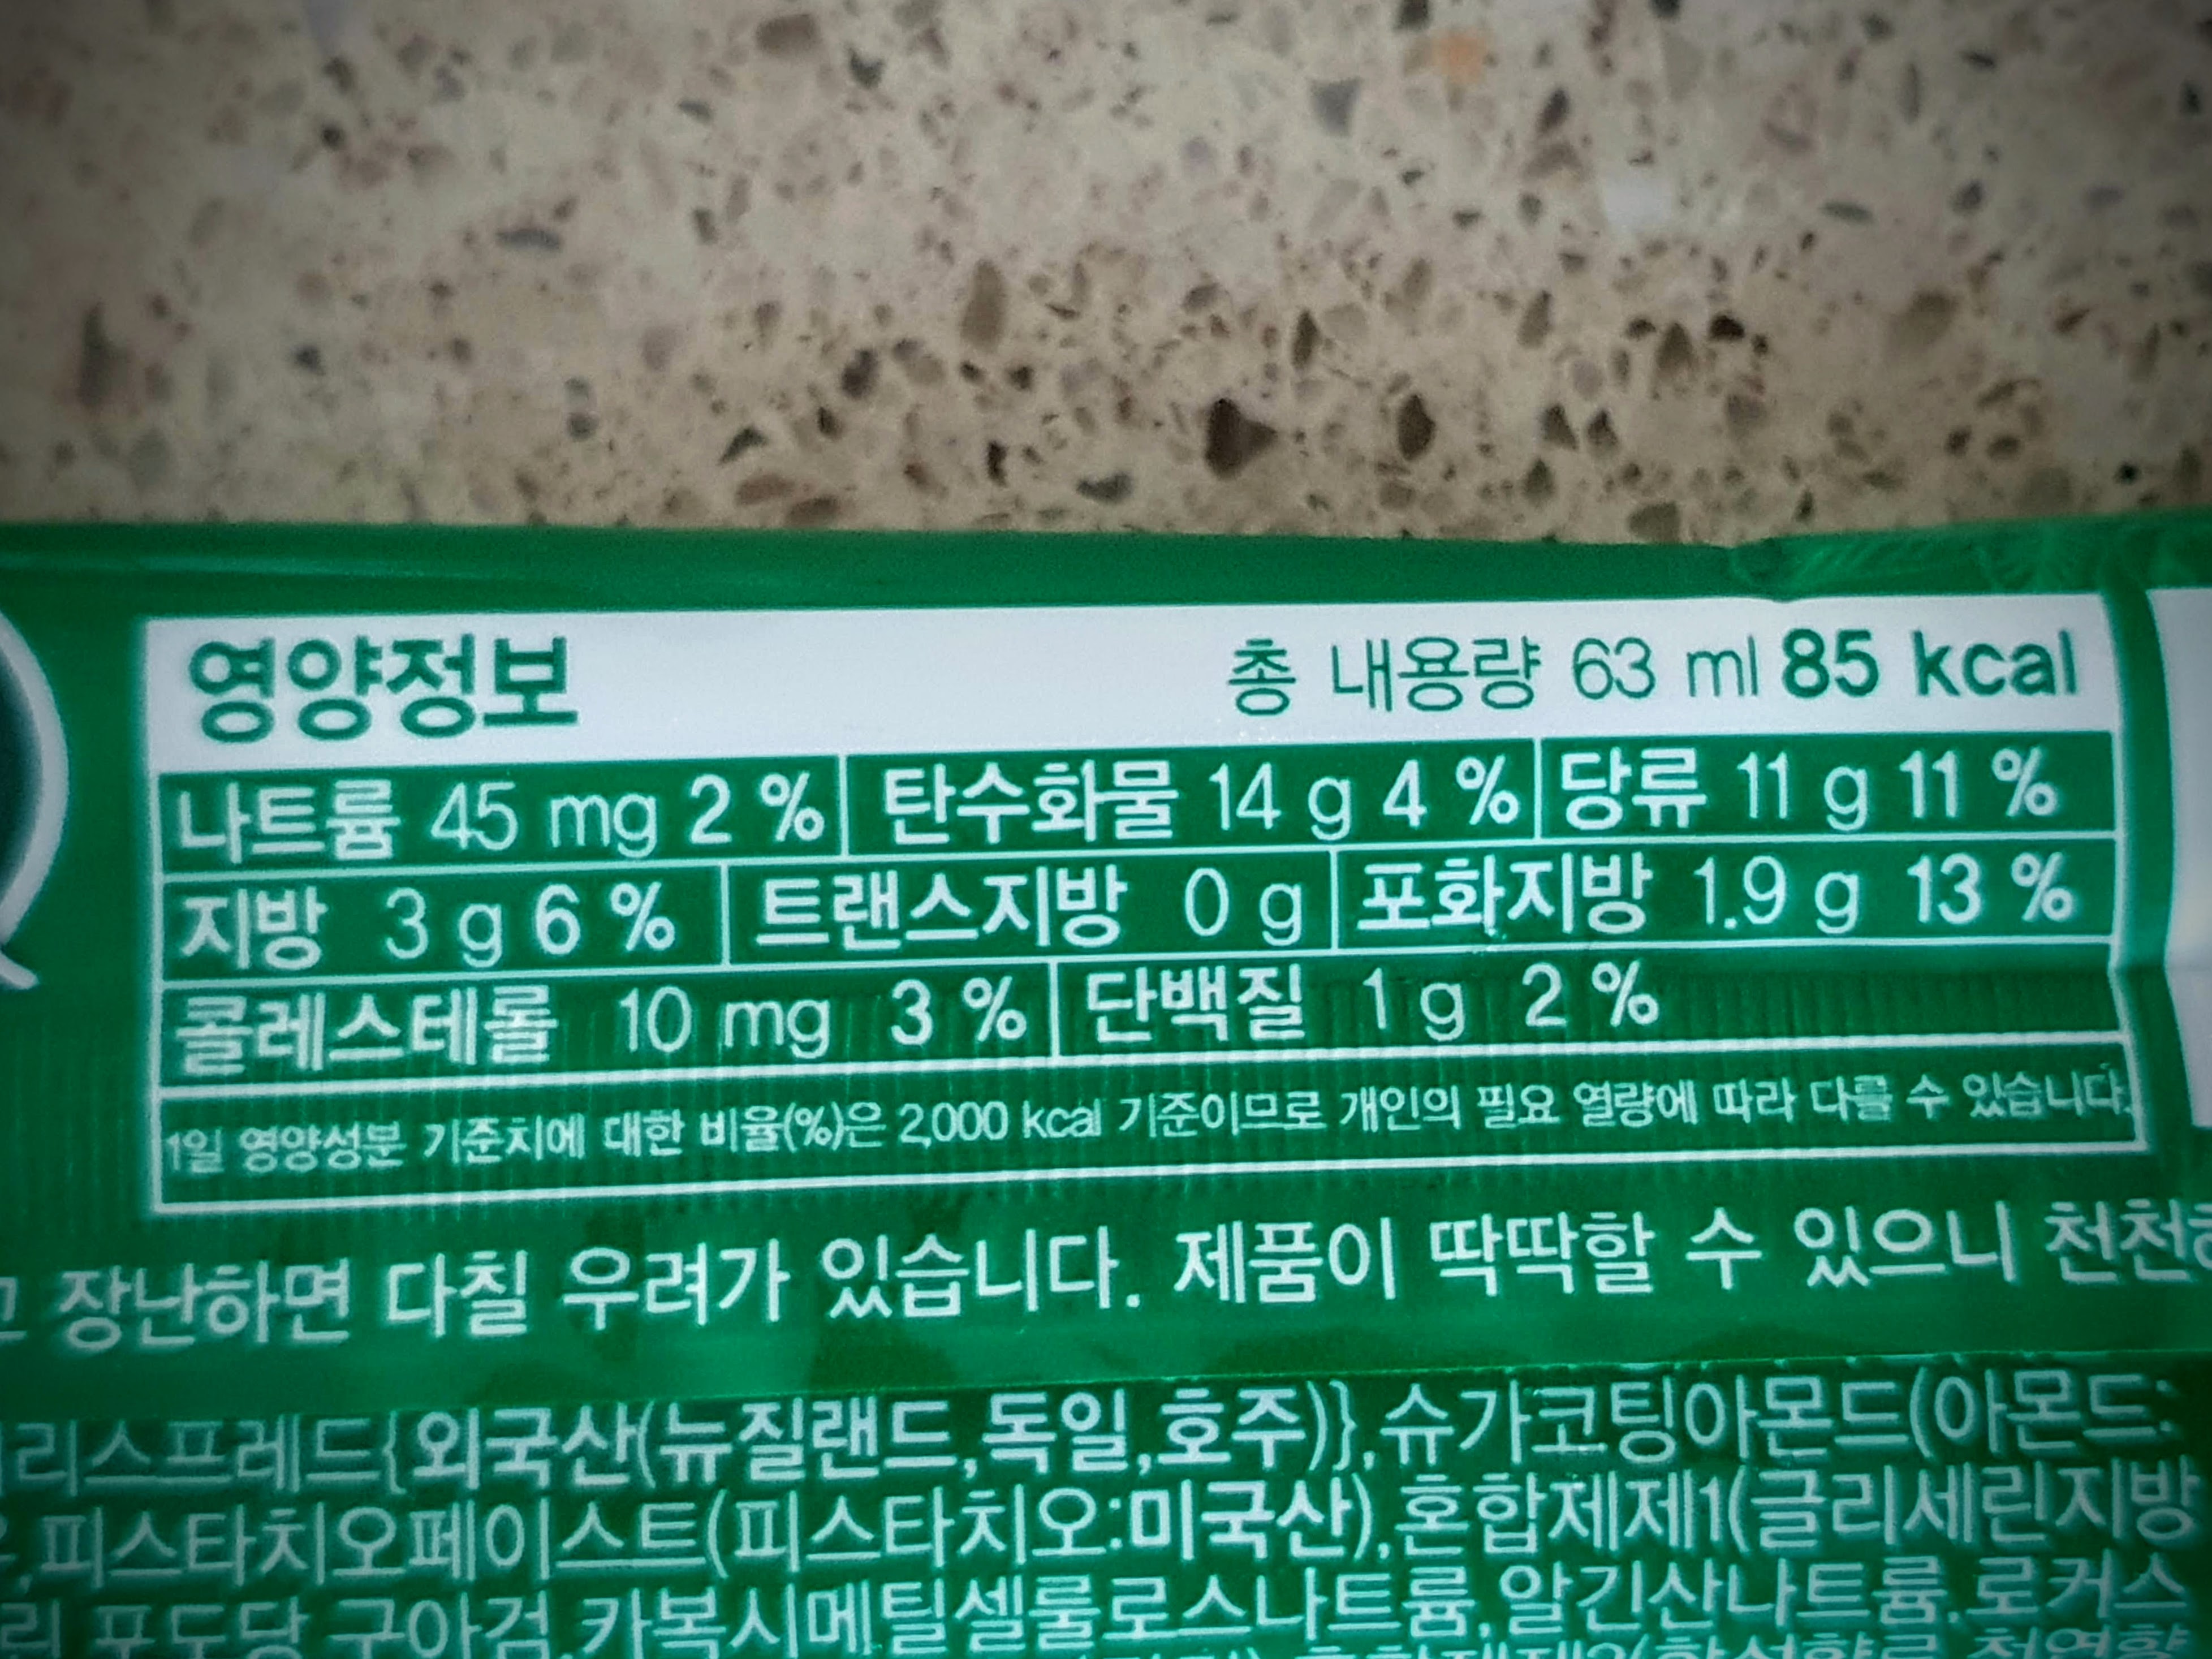 영양정보 총 내용량 63 ml 85 kcal
나트륨 45 mg 2 % 탄수화물 14 g 4 % 당류 11 g 11 %
지방 3 g 6 % 트랜스지방 0 g 포화지방 1.9 g 13 %
콜레스테롤 10 mg 3 % 단백질 1 g 2 %
1일 영양성분 기준치에 대한 비율(%)은 2,000 kcal 기준이므로 개인의 필요 열량에 따라 다를 수 있습니다.
장난하면 다칠 우려가 있습니다. 제품이 딱딱할 수 있으니 천천
리스프레드{외국산(뉴질랜드,독일,호주)},슈가코팅아몬드(아몬드:
,피스타치오페이스트(피스타치오:미국산),혼합제제1(글리세린지방
린 포도당,구아검,카복시메틸셀룰로스나트륨,알긴산나트륨,로커스